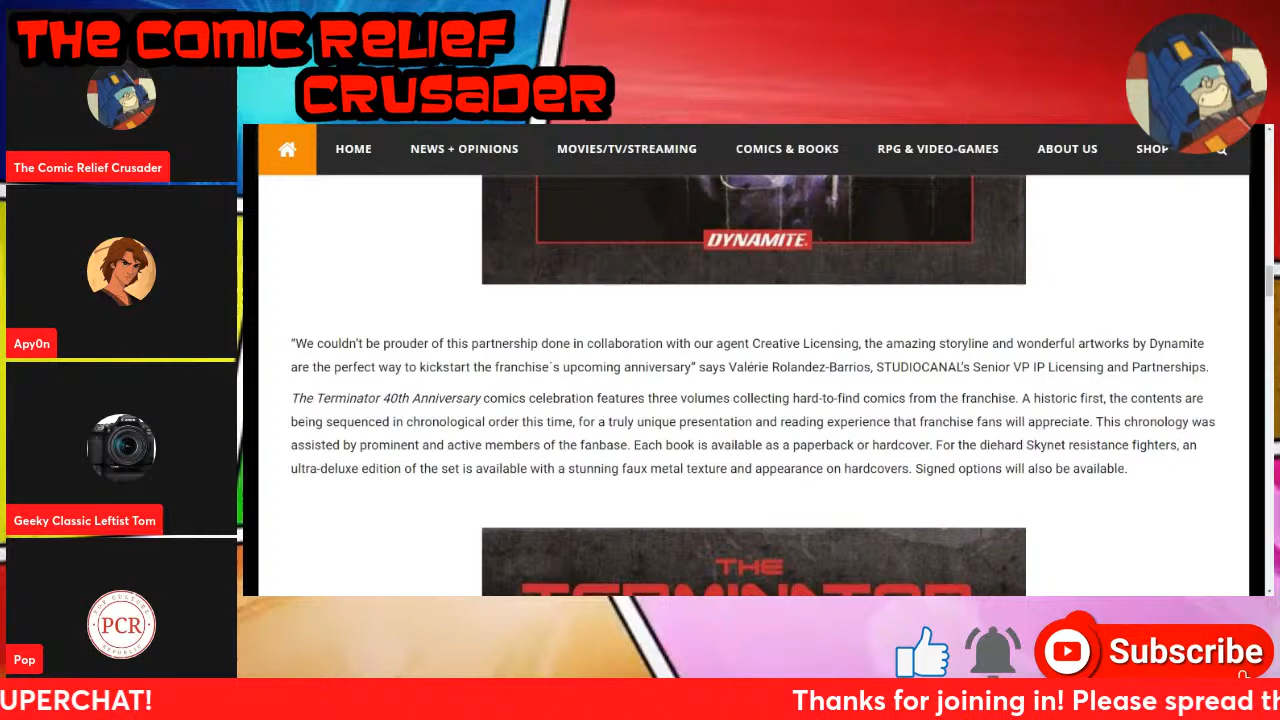 THE COMIC RELIEF
CRUSADER
The Comic Relief Crusader
Apy0n
Geeky Classic Leftist Tom
POP CULTURE
PCR
REPUBLIC
Pop
HOME NEWS + OPINIONS MOVIES/TV/STREAMING COMICS & BOOKS RPG & VIDEO-GAMES ABOUT US SHOP
DYNAMITE.
"We couldn't be prouder of this partnership done in collaboration with our agent Creative Licensing, the amazing storyline and wonderful artworks by Dynamite
are the perfect way to kickstart the franchise´s upcoming anniversary" says Valérie Rolandez-Barrios, STUDIOCANAL's Senior VP IP Licensing and Partnerships.
The Terminator 40th Anniversary comics celebration features three volumes collecting hard-to-find comics from the franchise. A historic first, the contents are
being sequenced in chronological order this time, for a truly unique presentation and reading experience that franchise fans will appreciate. This chronology was
assisted by prominent and active members of the fanbase. Each book is available as a paperback or hardcover. For the diehard Skynet resistance fighters, an
ultra-deluxe edition of the set is available with a stunning faux metal texture and appearance on hardcovers. Signed options will also be available.
THE
TERMINATOR
Subscribe
UPERCHAT! Thanks for joining in! Please spread th